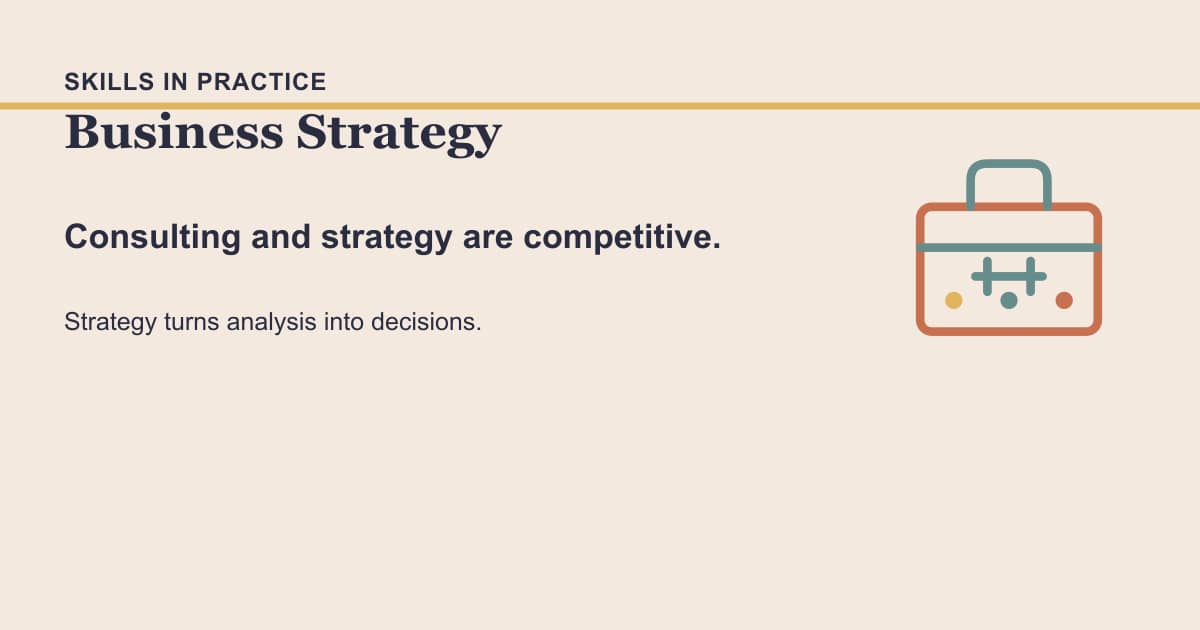 SKILLS IN PRACTICE
Business Strategy
Consulting and strategy are competitive.
Strategy turns analysis into decisions.